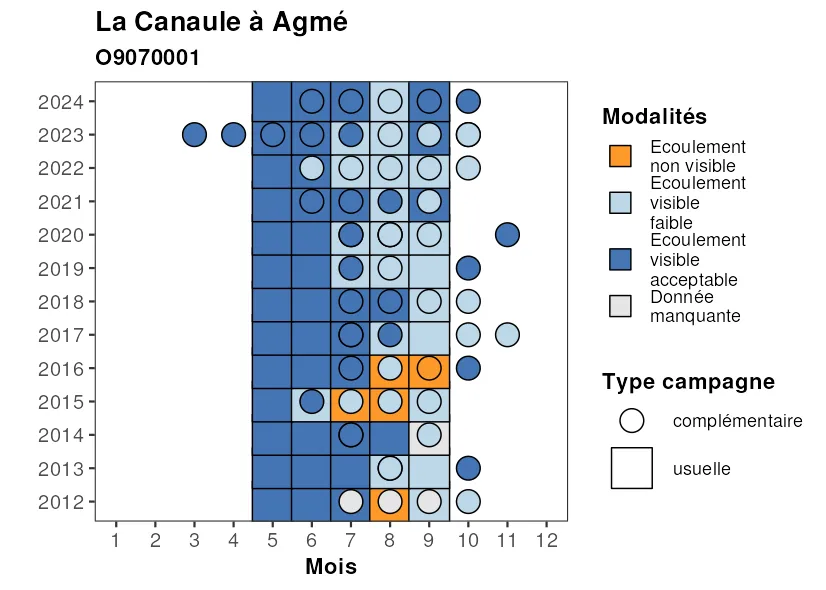 La Canaule à Agmé
O9070001
2024
2023
2022
2021
2020
2019
2018
2017
2016
2015
2014
2013
2012
1 2 3 4 5 6 7 8 9 10 11 12
Mois
Modalités
Ecoulement
non visible
Ecoulement
visible
faible
Ecoulement
visible
acceptable
Donnée
manquante
Type campagne
complémentaire
usuelle